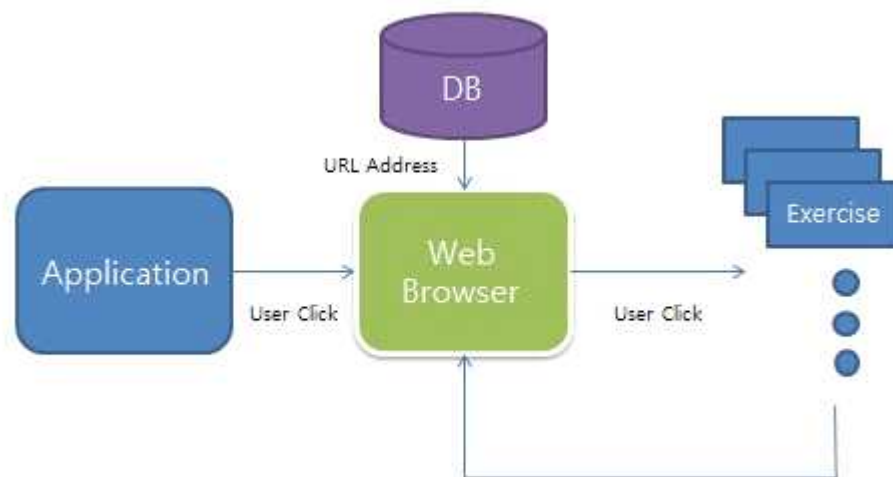 DB
URL Address
Application
User Click
Web
Browser
User Click
Exercise